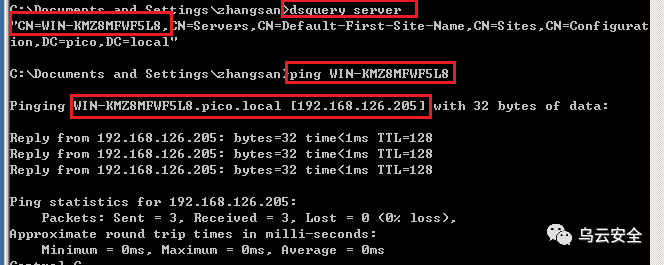 C:\Documents and Settings\zhangsan>dsquery server
"CN=WIN-KMZ8MFWF5L8,CN=Servers,CN=Default-First-Site-Name,CN=Sites,CN=Configurat
ion,DC=pico,DC=local"
C:\Documents and Settings\zhangsan>ping WIN-KMZ8MFWF5L8
Pinging WIN-KMZ8MFWF5L8.pico.local [192.168.126.205] with 32 bytes of data:
Reply from 192.168.126.205: bytes=32 time<1ms TTL=128
Reply from 192.168.126.205: bytes=32 time<1ms TTL=128
Reply from 192.168.126.205: bytes=32 time<1ms TTL=128
Ping statistics for 192.168.126.205:
Packets: Sent = 3, Received = 3, Lost = 0 (0% loss),
Approximate round trip times in milli-seconds:
Minimum = 0ms, Maximum = 0ms, Average = 0ms
Control-C
乌云安全